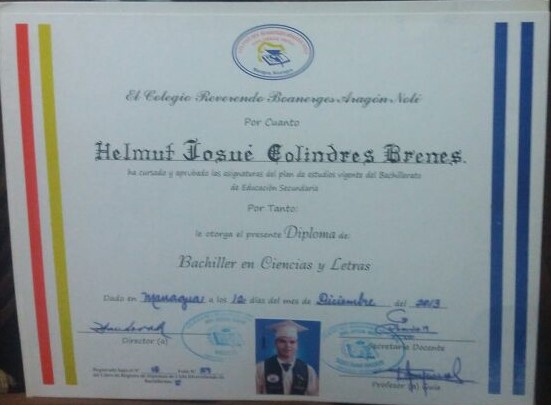 El Colegio Reverendo Boanerges Aragón Noli
Por Cuanto
Helmut Josué Colindres Brenes.
ha cursado y aprobado las asignaturas del plan de estudios vigente del Bachillerato
de Educación Secundaria
Por Tanto:
le otorga el presente Diploma de:
Bachiller en Ciencias y Letras
Dado en Managua a los 12 días del mes de Diciembre del 2013
Director (a)
Secretario Docente
Profesor (a) Guía